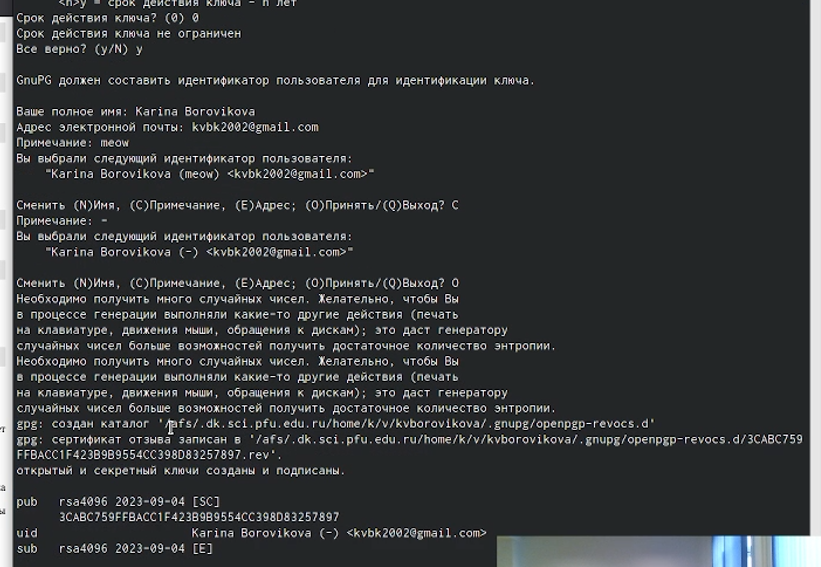 <n>y = срок действия ключа - n лет
Срок действия ключа? (0) 0
Срок действия ключа не ограничен
Все верно? (y/N) y
GnuPG должен составить идентификатор пользователя для идентификации ключа.
Ваше полное имя: Karina Borovikova
Адрес электронной почты: kvbk2002@gmail.com
Примечание: meow
Вы выбрали следующий идентификатор пользователя:
"Karina Borovikova (meow) <kvbk2002@gmail.com>"
Сменить (N)Имя, (C)Примечание, (E)Адрес; (O)Принять/(Q)Выход? C
Примечание: -
Вы выбрали следующий идентификатор пользователя:
"Karina Borovikova (-) <kvbk2002@gmail.com>"
Сменить (N)Имя, (C)Примечание, (E)Адрес; (O)Принять/(Q)Выход? O
Необходимо получить много случайных чисел. Желательно, чтобы Вы
в процессе генерации выполняли какие-то другие действия (печать
на клавиатуре, движения мыши, обращения к дискам); это даст генератору
случайных чисел больше возможностей получить достаточное количество энтропии.
Необходимо получить много случайных чисел. Желательно, чтобы Вы
в процессе генерации выполняли какие-то другие действия (печать
на клавиатуре, движения мыши, обращения к дискам); это даст генератору
случайных чисел больше возможностей получить достаточное количество энтропии.
gpg: создан каталог '/afs/.dk.sci.pfu.edu.ru/home/k/v/kvborovikova/.gnupg/openpgp-revocs.d'
gpg: сертификат отзыва записан в '/afs/.dk.sci.pfu.edu.ru/home/k/v/kvborovikova/.gnupg/openpgp-revocs.d/3CABC759
FFBACC1F423B9B9554CC398D83257897.rev'.
открытый и секретный ключи созданы и подписаны.
pub rsa4096 2023-09-04 [SC]
3CABC759FFBACC1F423B9B9554CC398D83257897
uid Karina Borovikova (-) <kvbk2002@gmail.com>
sub rsa4096 2023-09-04 [E]